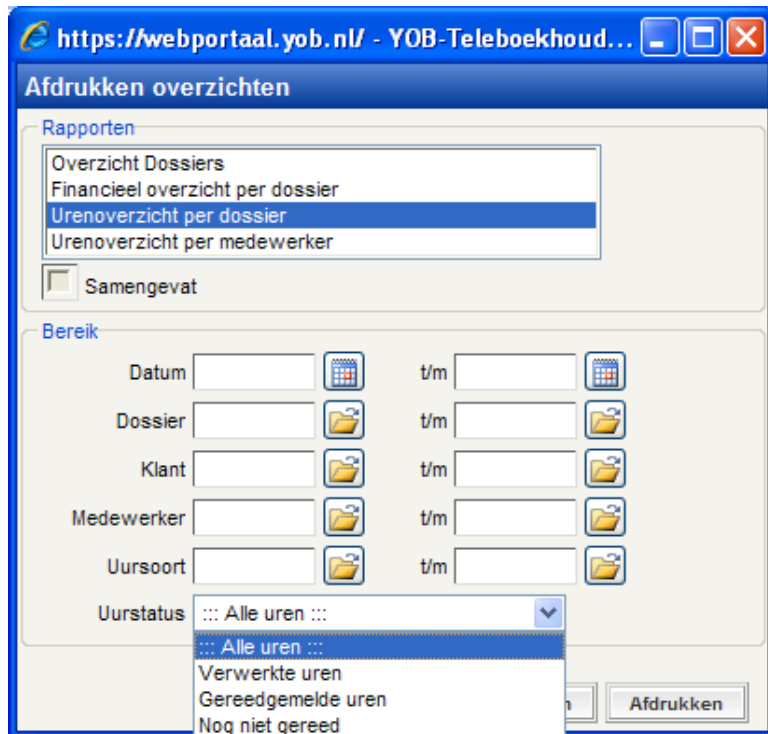 https://webportaal.yob.nl/ - YOB-Teleboekhoud...
Afdrukken overzichten
Rapporten
Overzicht Dossiers
Financieel overzicht per dossier
Urenoverzicht per dossier
Urenoverzicht per medewerker
Samengevat
Bereik
Datum t/m
Dossier t/m
Klant t/m
Medewerker t/m
Uursoort t/m
Uurstatus ::: Alle uren :::
::: Alle uren :::
Verwerkte uren
Gereedgemelde uren
Afdrukken
Nog niet gereed